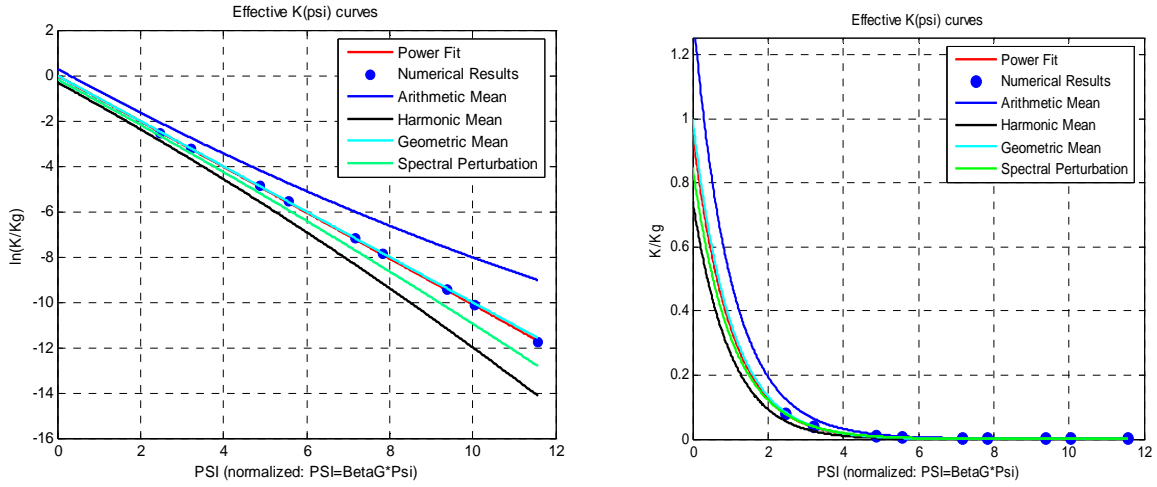 Effective K(psi) curves
ln(K/Kg)
2
0
-2
-4
-6
-8
-10
-12
-14
-16
0 2 4 6 8 10 12
PSI (normalized: PSI=BetaG*Psi)
Power Fit
Numerical Results
Arithmetic Mean
Harmonic Mean
Geometric Mean
Spectral Perturbation
Effective K(psi) curves
K/Kg
1.2
1
0.8
0.6
0.4
0.2
0
0 2 4 6 8 10 12
PSI (normalized: PSI=BetaG*Psi)
Power Fit
Numerical Results
Arithmetic Mean
Harmonic Mean
Geometric Mean
Spectral Perturbation